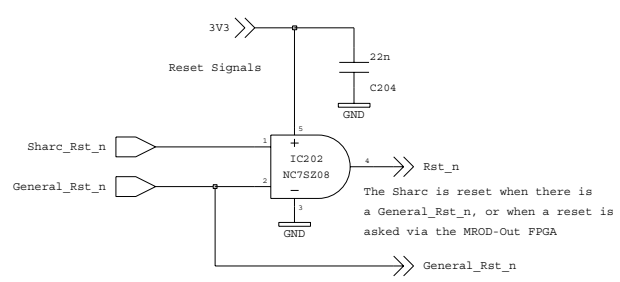 3V3
Reset Signals
22n
C204
GND
5
Sharc_Rst_n
1
IC202
4
Rst_n
NC7SZ08
General_Rst_n
2
3
GND
The Sharc is reset when there is
a General_Rst_n, or when a reset is
asked via the MROD-Out FPGA
General_Rst_n